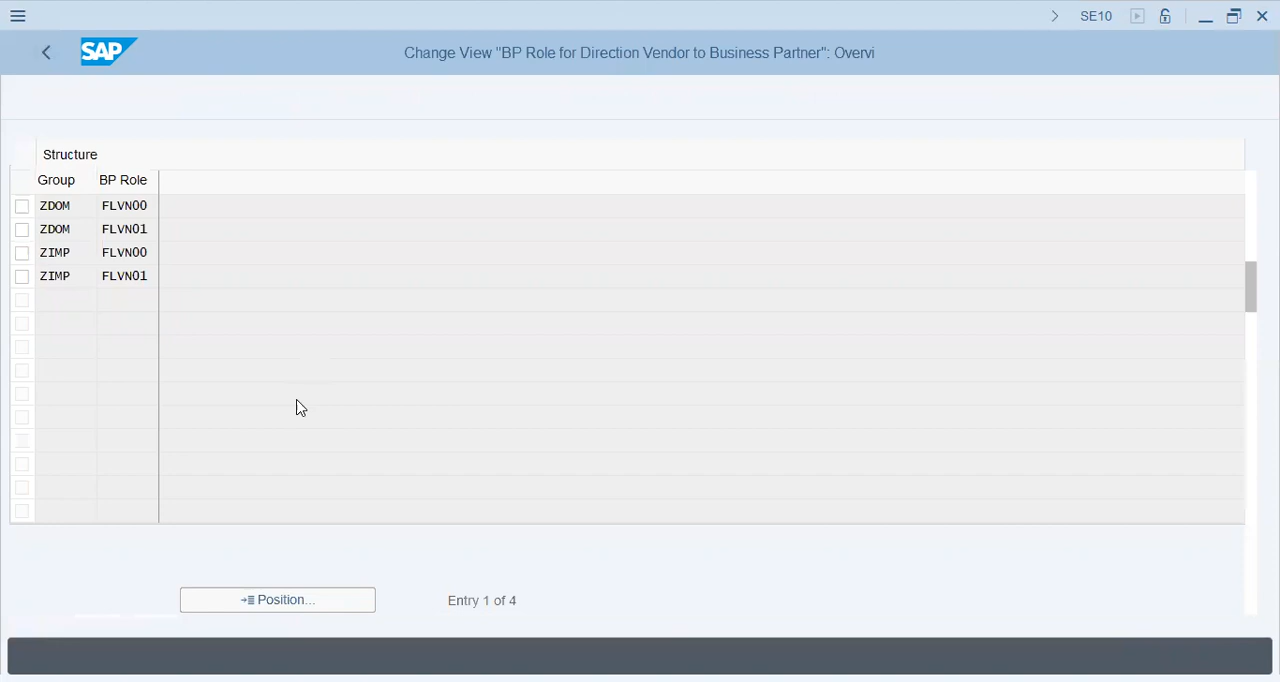 SE10
SAP
Change View "BP Role for Direction Vendor to Business Partner": Overvi
Structure
Group BP Role
ZDOM FLVN00
ZDOM FLVN01
ZIMP FLVN00
ZIMP FLVN01
Position...
Entry 1 of 4